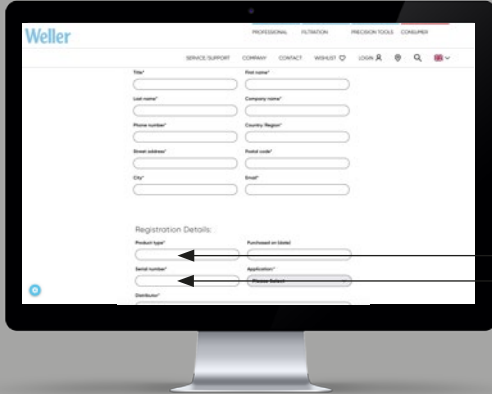 Weller
PROFESSIONAL FILTRATION PRECISION TOOLS CONSUMER
SERVICE/SUPPORT COMPANY CONTACT WISHLIST LOGIN
Title* First name*
Last name* Company name*
Phone number* Country/Region*
Street address* Postal code*
City* Email*
Registration Details:
Product type* Purchased on (date)
Serial number* Application:*
Please Select
Distributor*